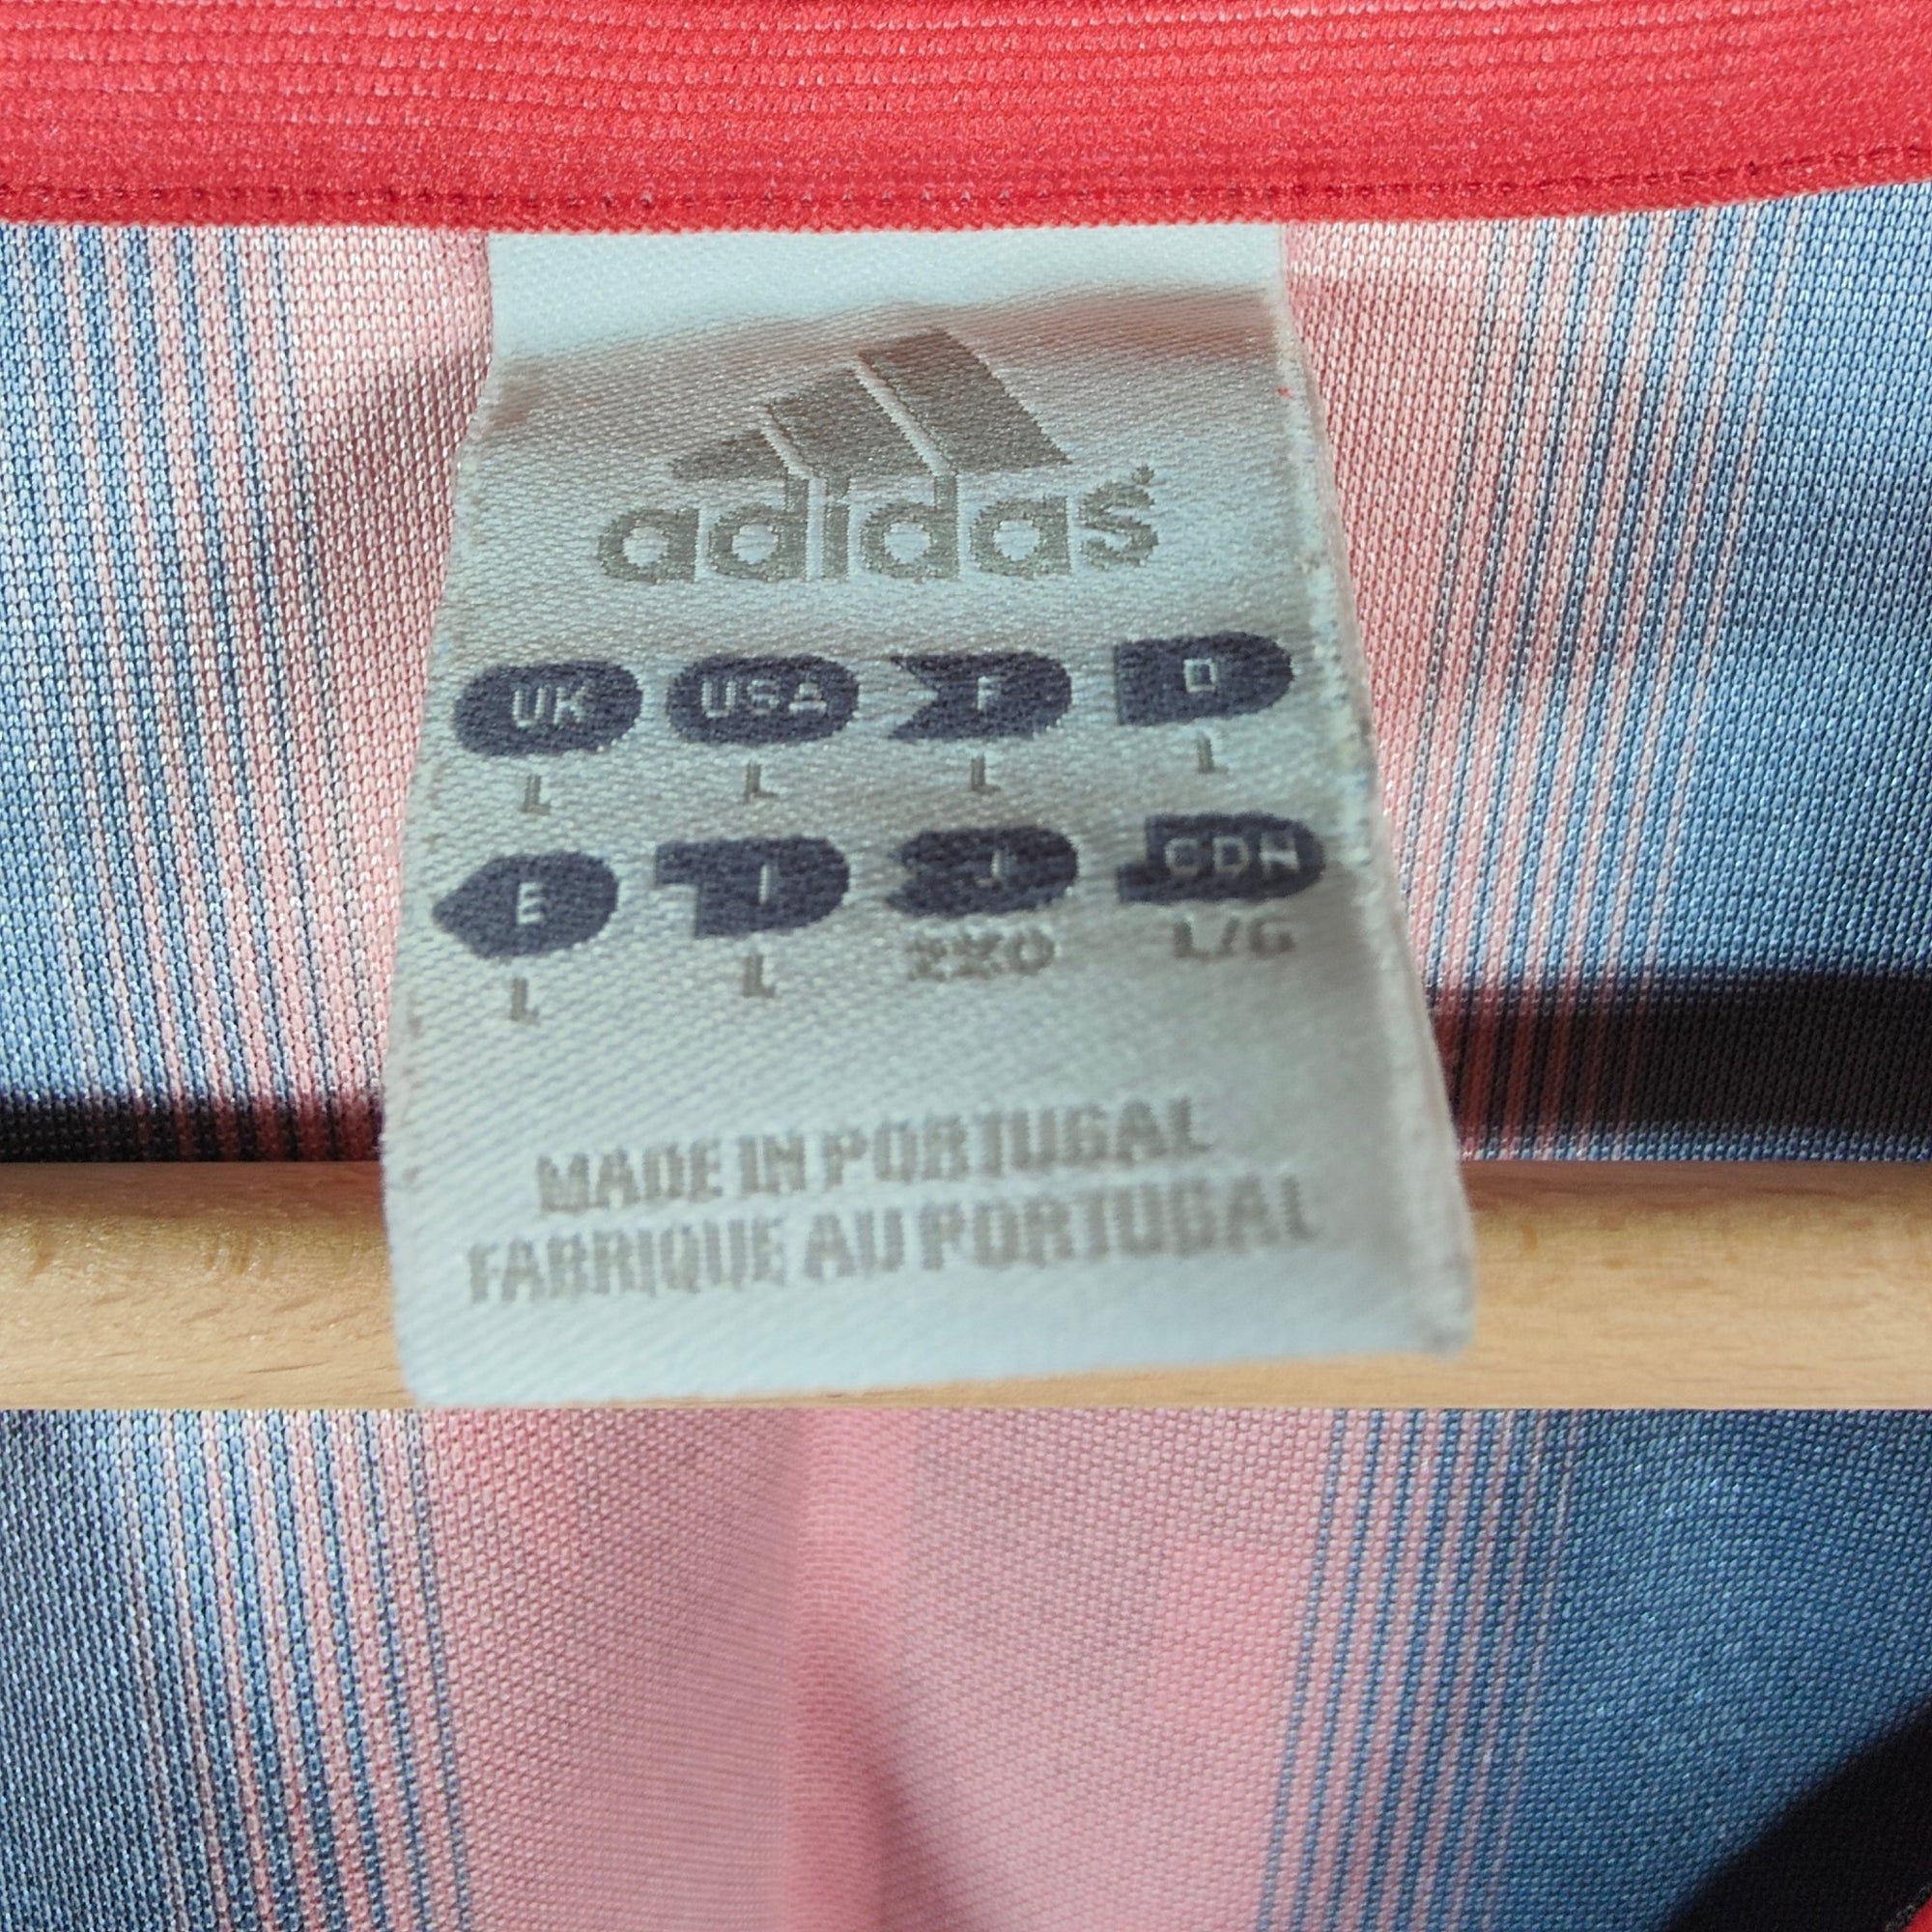 adidas
UK USA F D
L L L L
E I J CDN
L L 2XO L/G
MADE IN PORTUGAL
FABRIQUE AU PORTUGAL